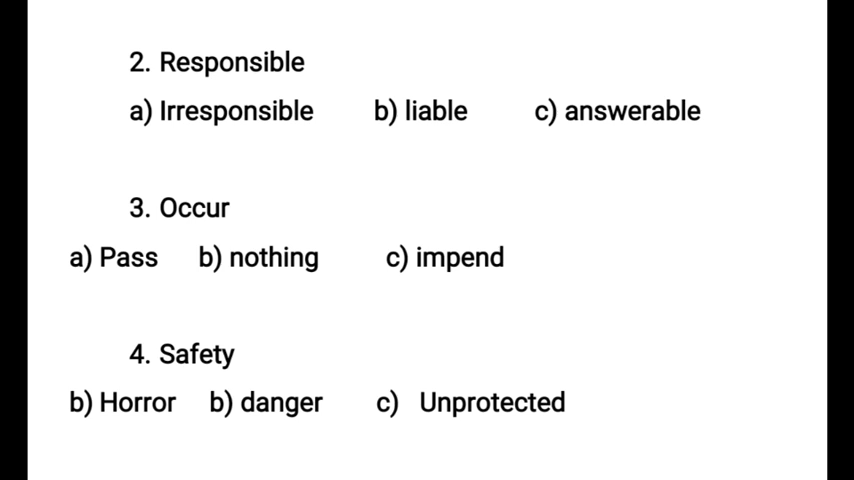 2. Responsible
a) Irresponsible b) liable c) answerable
3. Occur
a) Pass b) nothing c) impend
4. Safety
b) Horror b) danger c) Unprotected